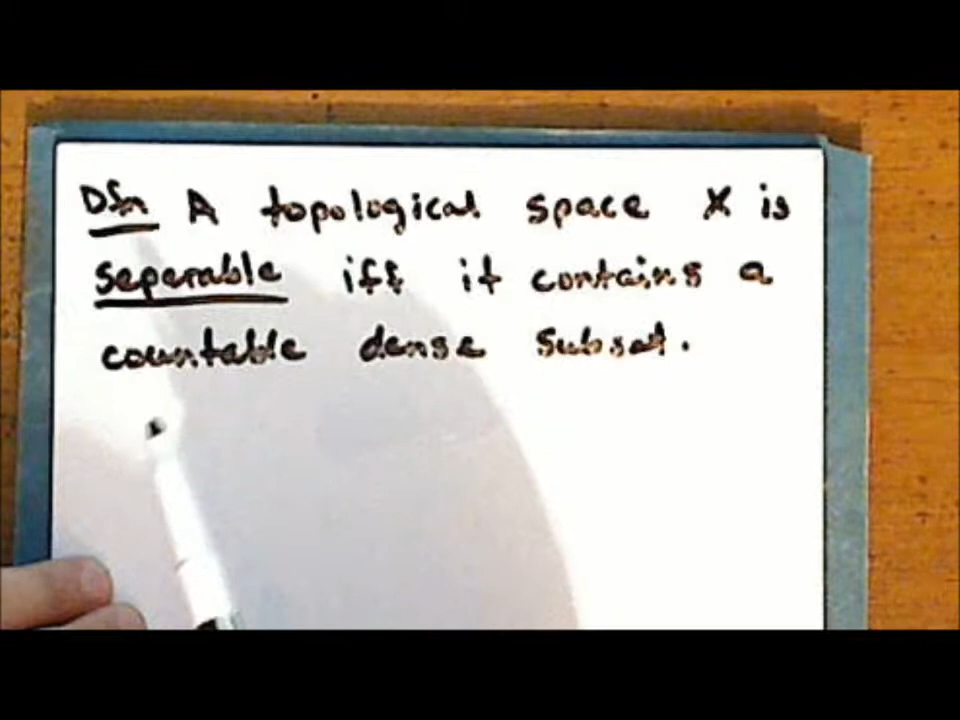 Dfn A topological space X is
seperable iff it contains a
countable dense subset.